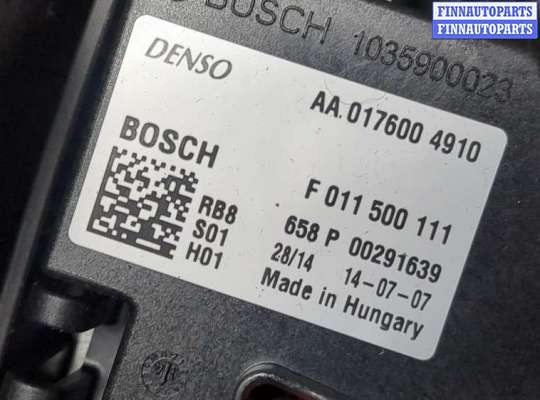 FINNAUTOPARTS
FINNAUTOPARTS
BOSCH 1035900023
DENSO
AA.017600 4910
BOSCH
F 011 500 111
RB8
S01
H01
658 P 00291639
28/14 14-07-07
Made in Hungary